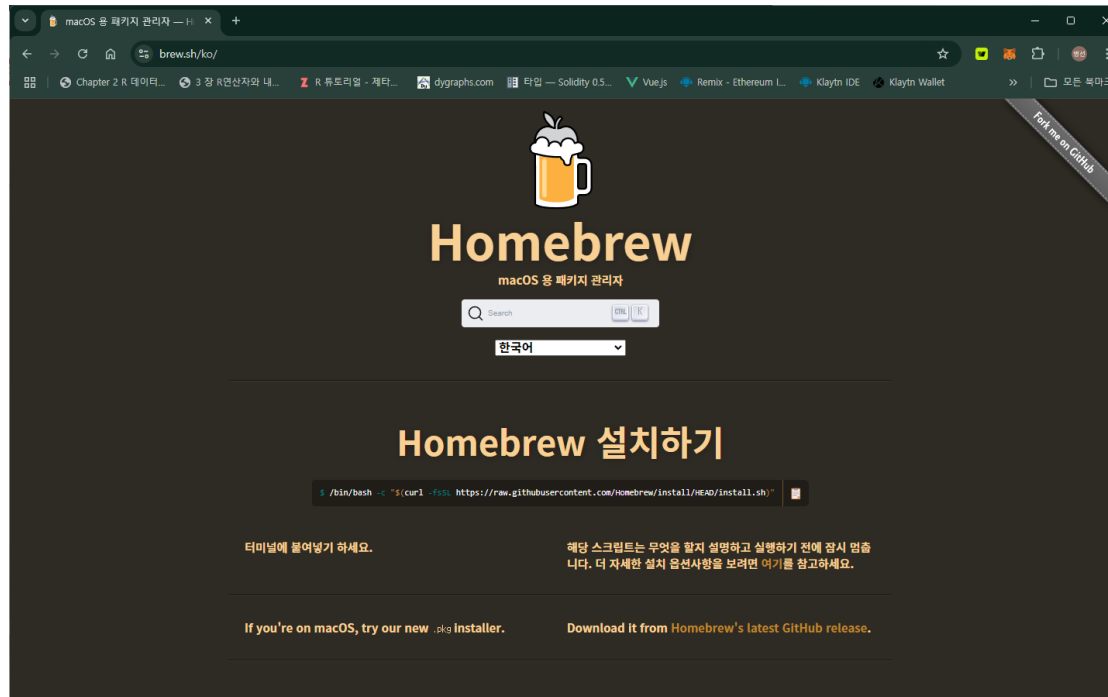 macOS 용 패키지 관리자 — H
brew.sh/ko/
Chapter 2 R 데이터...
3 장 R연산자와 내...
R 튜토리얼 - 제타...
dygraphs.com
타입 — Solidity 0.5...
Vue.js
Remix - Ethereum I...
Klaytn IDE
Klaytn Wallet
모든 북마크
Fork me on GitHub
Homebrew
macOS 용 패키지 관리자
Search
CTRL K
한국어
Homebrew 설치하기
$ /bin/bash -c "$(curl -fsSL https://raw.githubusercontent.com/Homebrew/install/HEAD/install.sh)"
터미널에 붙여넣기 하세요.
해당 스크립트는 무엇을 할지 설명하고 실행하기 전에 잠시 멈춥
니다. 더 자세한 설치 옵션사항을 보려면 여기를 참고하세요.
If you're on macOS, try our new .pkg installer.
Download it from Homebrew's latest GitHub release.